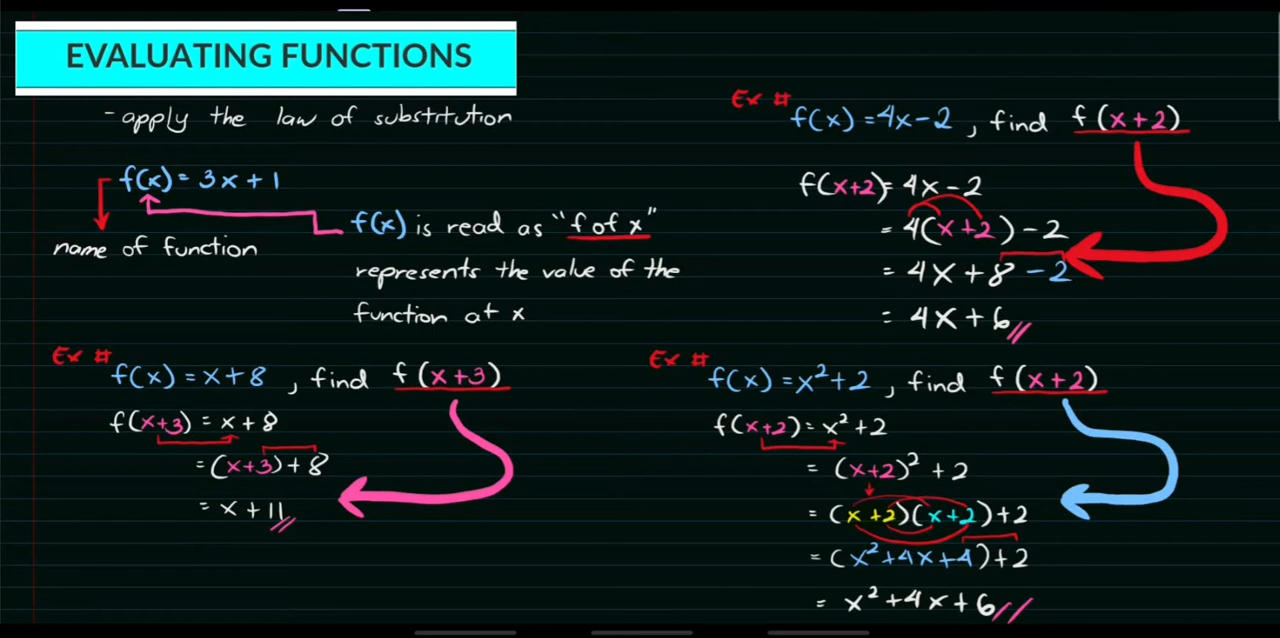 EVALUATING FUNCTIONS
- apply the law of substitution
f(x) = 3x + 1
name of function
f(x) is read as "f of x"
represents the value of the
function at x
Ex #
f(x) = x + 8 , find f (x+3)
f(x+3) = x + 8
= (x+3) + 8
= x + 11 //
Ex #
f(x) = 4x - 2 , find f (x+2)
f(x+2) = 4x - 2
= 4(x+2) - 2
= 4x + 8 - 2
= 4x + 6 //
Ex #
f(x) = x² + 2 , find f (x+2)
f(x+2) = x² + 2
= (x+2)² + 2
= (x+2)(x+2) + 2
= (x² + 4x + 4) + 2
= x² + 4x + 6 //